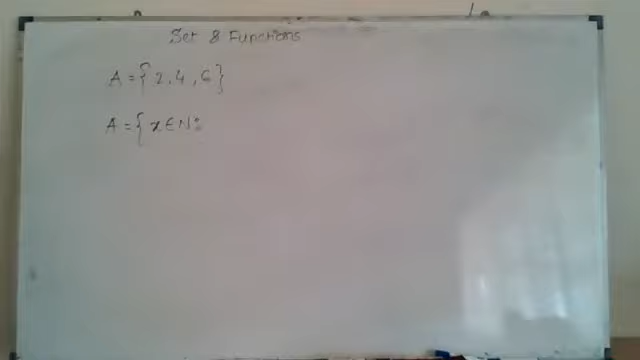 Set & Functions
A = { 2, 4, 6 }
A = { x ∈ N :